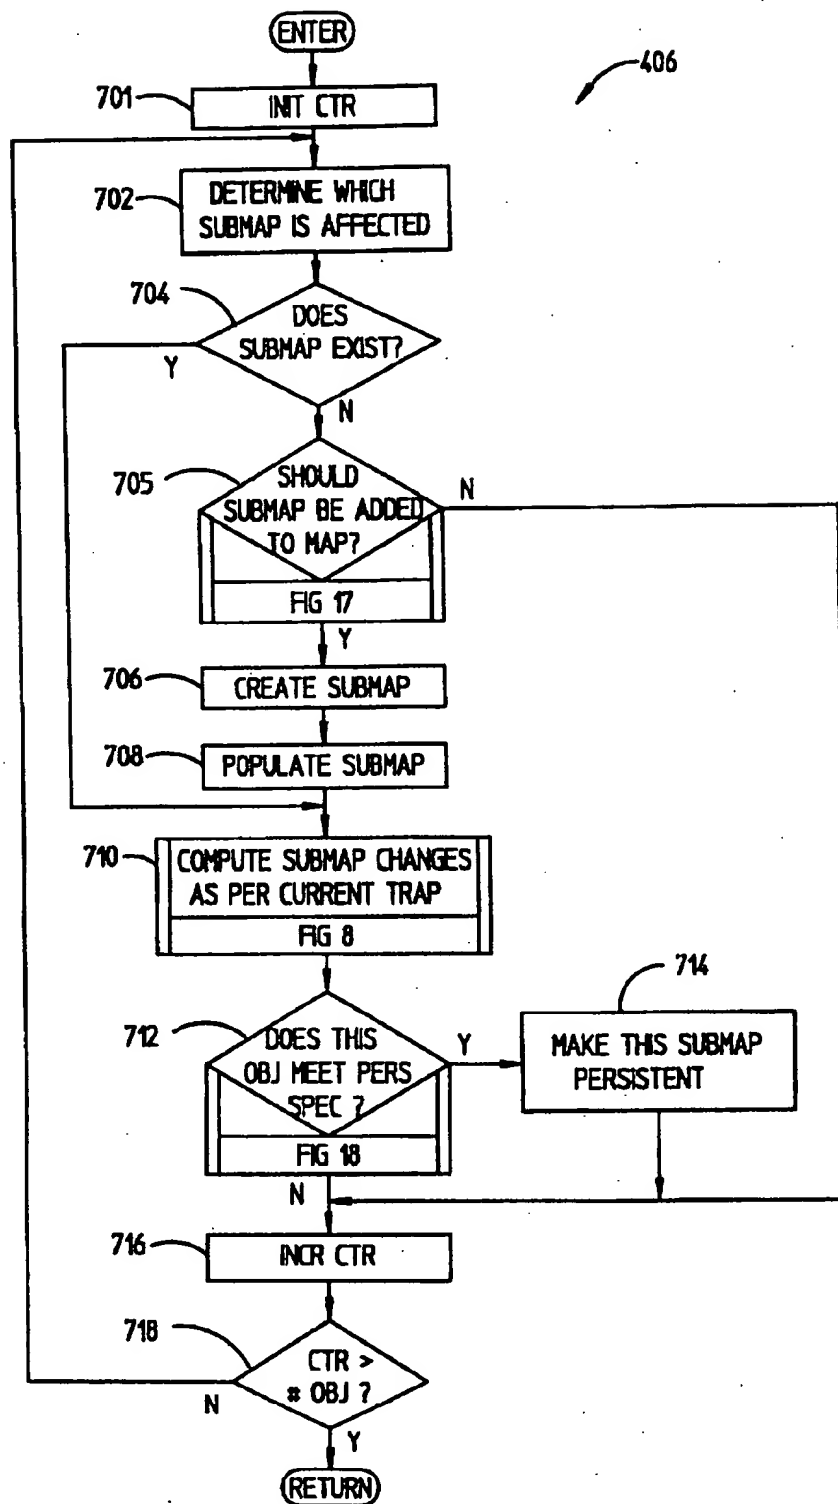 ENTER
406
701
INIT CTR
702
DETERMINE WHICH
SUBMAP IS AFFECTED
704
DOES
SUBMAP EXIST?
Y
N
705
SHOULD
SUBMAP BE ADDED
TO MAP?
N
FIG 17
Y
706
CREATE SUBMAP
708
POPULATE SUBMAP
710
COMPUTE SUBMAP CHANGES
AS PER CURRENT TRAP
FIG 8
714
712
DOES THIS
OBJ MEET PERS
SPEC ?
Y
MAKE THIS SUBMAP
PERSISTENT
FIG 18
N
716
INCR CTR
718
CTR >
# OBJ ?
N
Y
RETURN